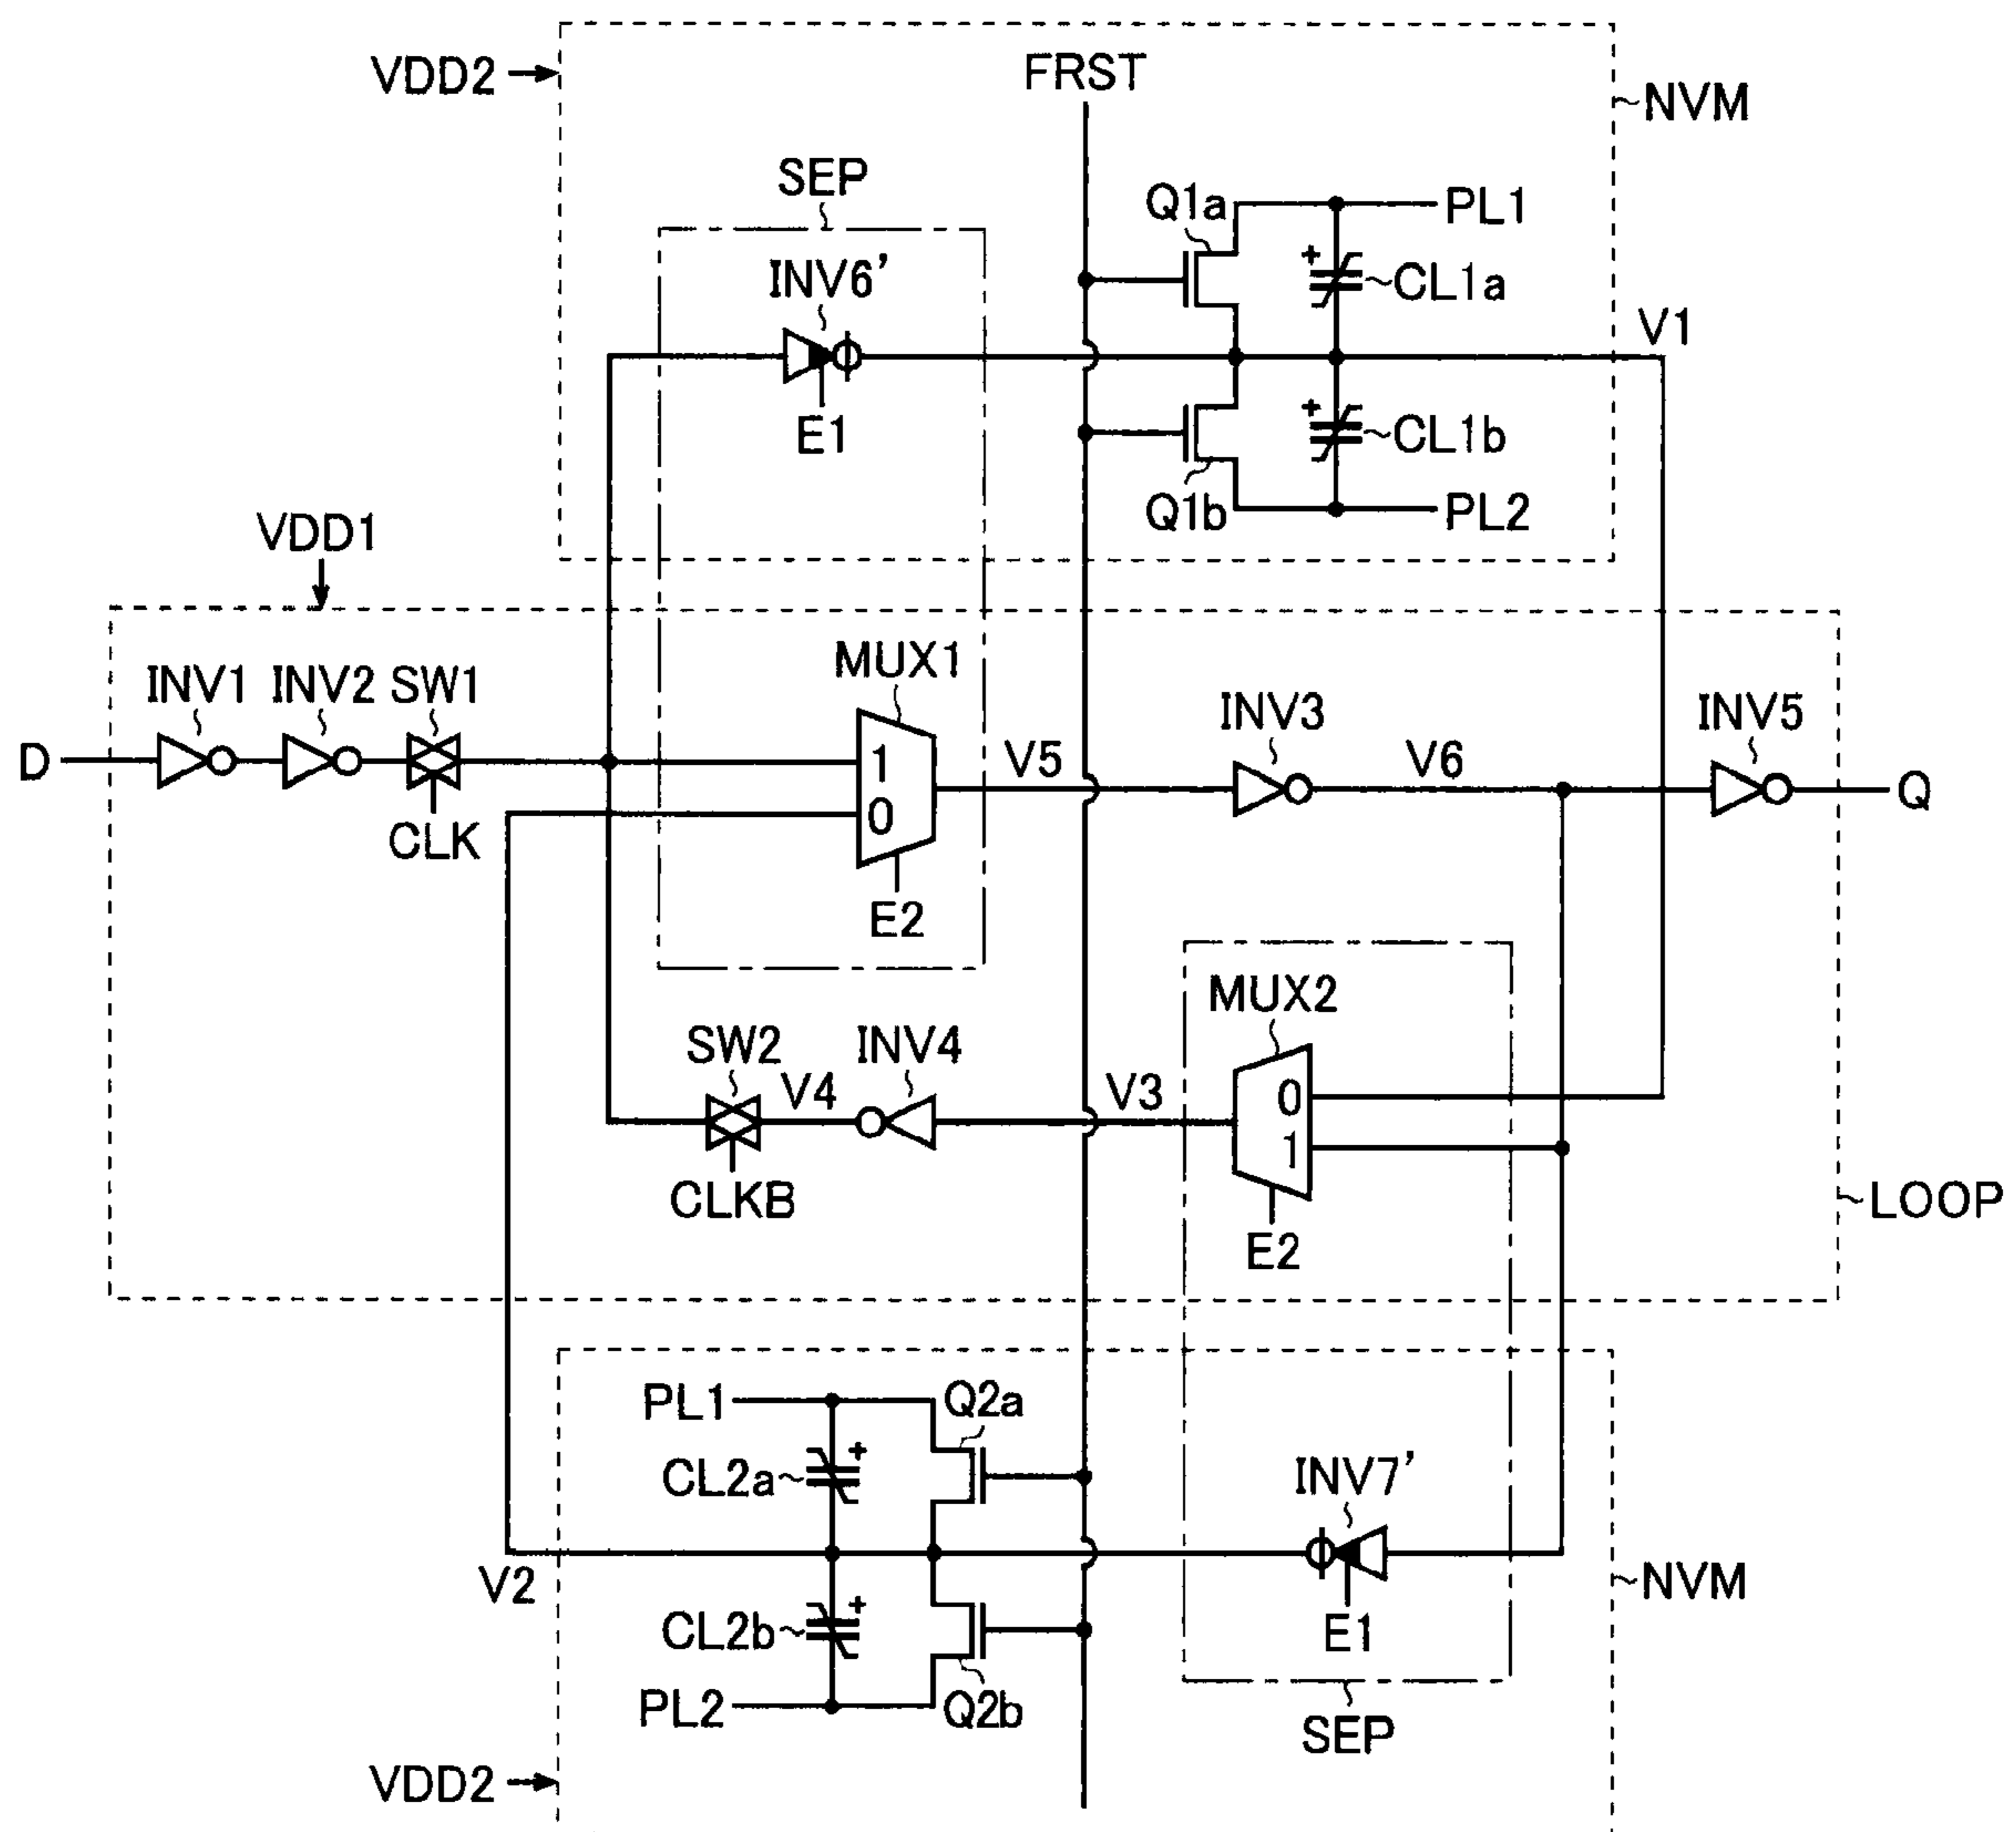 VDD2
FRST
NVM
SEP
Q1a
PL1
INV6'
CL1a
V1
E1
CL1b
Q1b
PL2
VDD1
MUX1
INV1
INV2
SW1
INV3
INV5
D
1
V5
V6
Q
0
CLK
E2
MUX2
SW2
INV4
V4
V3
0
1
CLKB
LOOP
E2
PL1
Q2a
CL2a
INV7'
V2
NVM
CL2b
E1
PL2
Q2b
SEP
VDD2